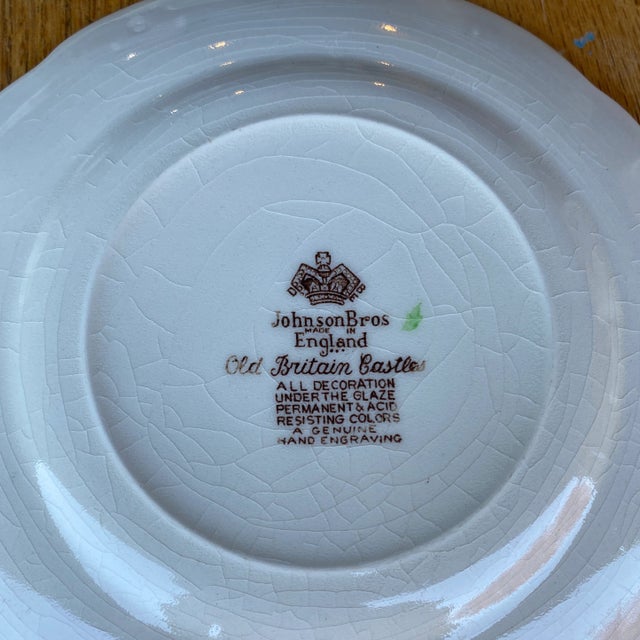 Johnson Bros
MADE IN
England
Old Britain Castles
ALL DECORATION
UNDER THE GLAZE
PERMANENT & ACID
RESISTING COLORS
A GENUINE
HAND ENGRAVING